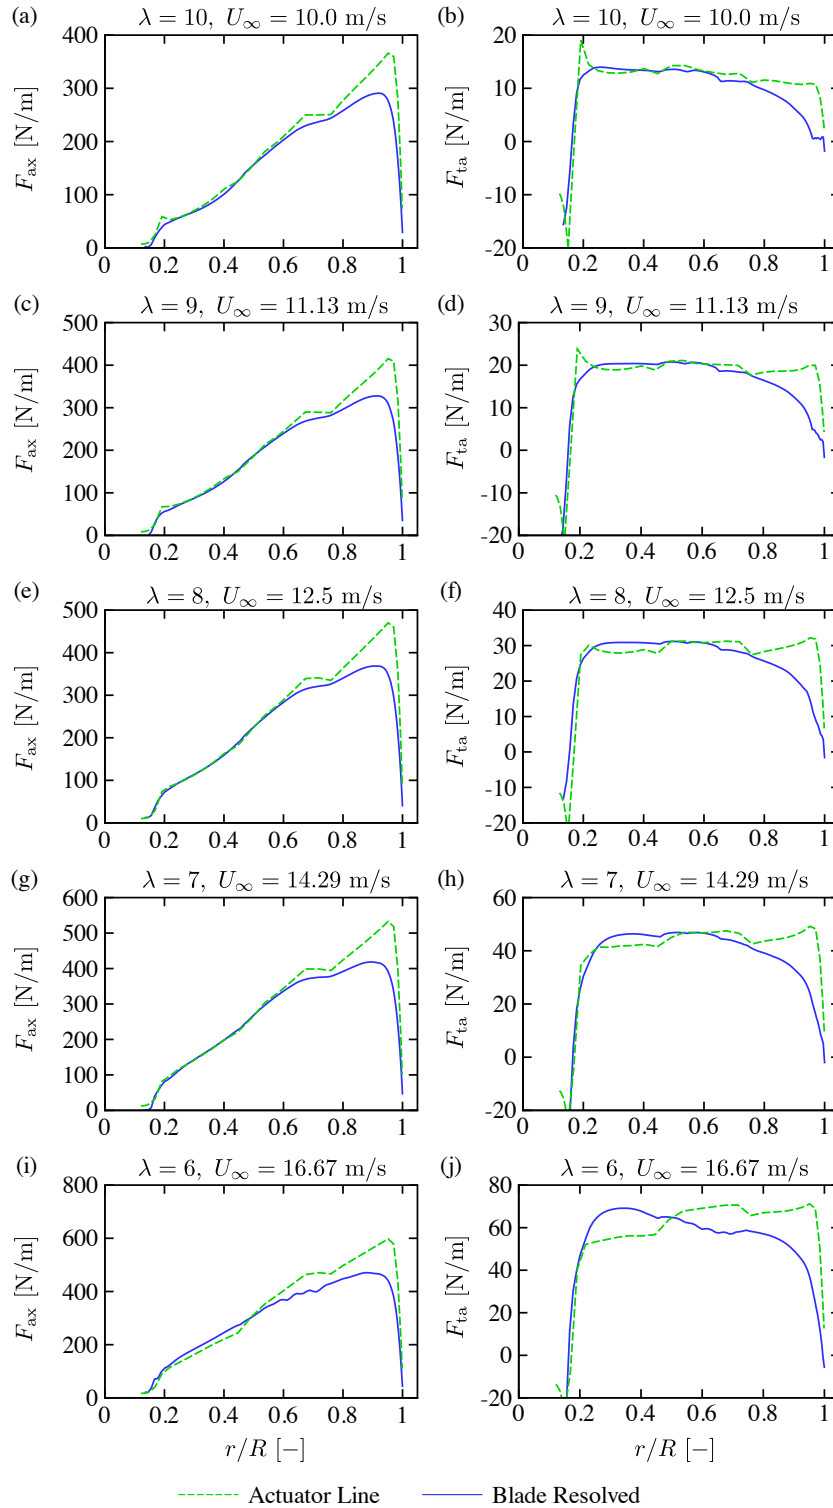 (a) λ = 10, U∞ = 10.0 m/s
(b) λ = 10, U∞ = 10.0 m/s
400
300
200
100
0
Fax [N/m]
0 0.2 0.4 0.6 0.8 1
20
10
0
-10
-20
Fta [N/m]
0 0.2 0.4 0.6 0.8 1
(c) λ = 9, U∞ = 11.13 m/s
(d) λ = 9, U∞ = 11.13 m/s
500
400
300
200
100
0
Fax [N/m]
0 0.2 0.4 0.6 0.8 1
30
20
10
0
-10
-20
Fta [N/m]
0 0.2 0.4 0.6 0.8 1
(e) λ = 8, U∞ = 12.5 m/s
(f) λ = 8, U∞ = 12.5 m/s
500
400
300
200
100
0
Fax [N/m]
0 0.2 0.4 0.6 0.8 1
40
30
20
10
0
-10
-20
Fta [N/m]
0 0.2 0.4 0.6 0.8 1
(g) λ = 7, U∞ = 14.29 m/s
(h) λ = 7, U∞ = 14.29 m/s
600
500
400
300
200
100
0
Fax [N/m]
0 0.2 0.4 0.6 0.8 1
60
40
20
0
-20
Fta [N/m]
0 0.2 0.4 0.6 0.8 1
(i) λ = 6, U∞ = 16.67 m/s
(j) λ = 6, U∞ = 16.67 m/s
800
600
400
200
0
Fax [N/m]
0 0.2 0.4 0.6 0.8 1
r/R [−]
80
60
40
20
0
-20
Fta [N/m]
0 0.2 0.4 0.6 0.8 1
r/R [−]
Actuator Line
Blade Resolved